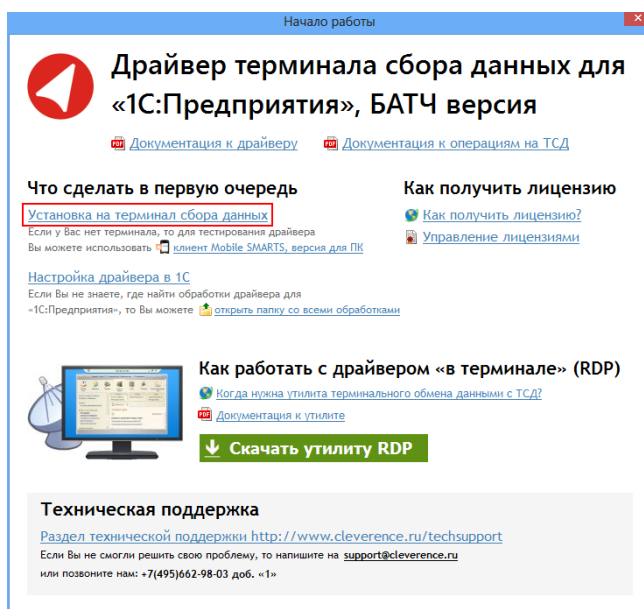 Начало работы
Драйвер терминала сбора данных для
«1С:Предприятия», БАТЧ версия
Документация к драйверу Документация к операциям на ТСД
Что сделать в первую очередь
Установка на терминал сбора данных
Если у Вас нет терминала, то для тестирования драйвера
Вы можете использовать клиент Mobile SMARTS, версия для ПК
Настройка драйвера в 1С
Если Вы не знаете, где найти обработки драйвера для
«1С:Предприятия», то Вы можете открыть папку со всеми обработками
Как получить лицензию
Как получить лицензию?
Управление лицензиями
Как работать с драйвером «в терминале» (RDP)
Когда нужна утилита терминального обмена данными с ТСД?
Документация к утилите
Скачать утилиту RDP
Техническая поддержка
Раздел технической поддержки http://www.cleverence.ru/techsupport
Если Вы не смогли решить свою проблему, то напишите на support@cleverence.ru
или позвоните нам: +7(495)662-98-03 доб. «1»